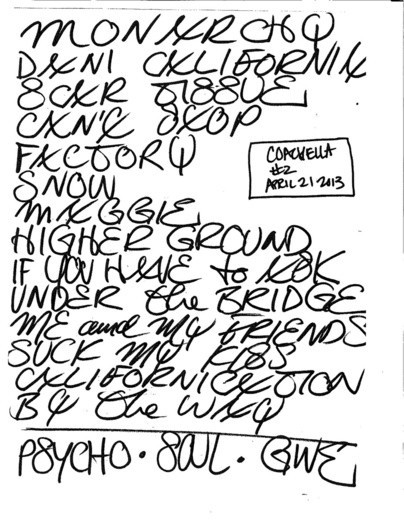 MONARCHY
DANI CALIFORNIA
SCAR TISSUE
CAN'T STOP
FACTORY
COACHELLA
#2
APRIL 21 2013
SNOW
MAGGIE
HIGHER GROUND
IF YOU HAVE to ASK
UNDER the BRIDGE
ME and MY FRIENDS
SUCK MY KISS
CALIFORNICATION
BY the WAY
PSYCHO • SOUL • GIVE